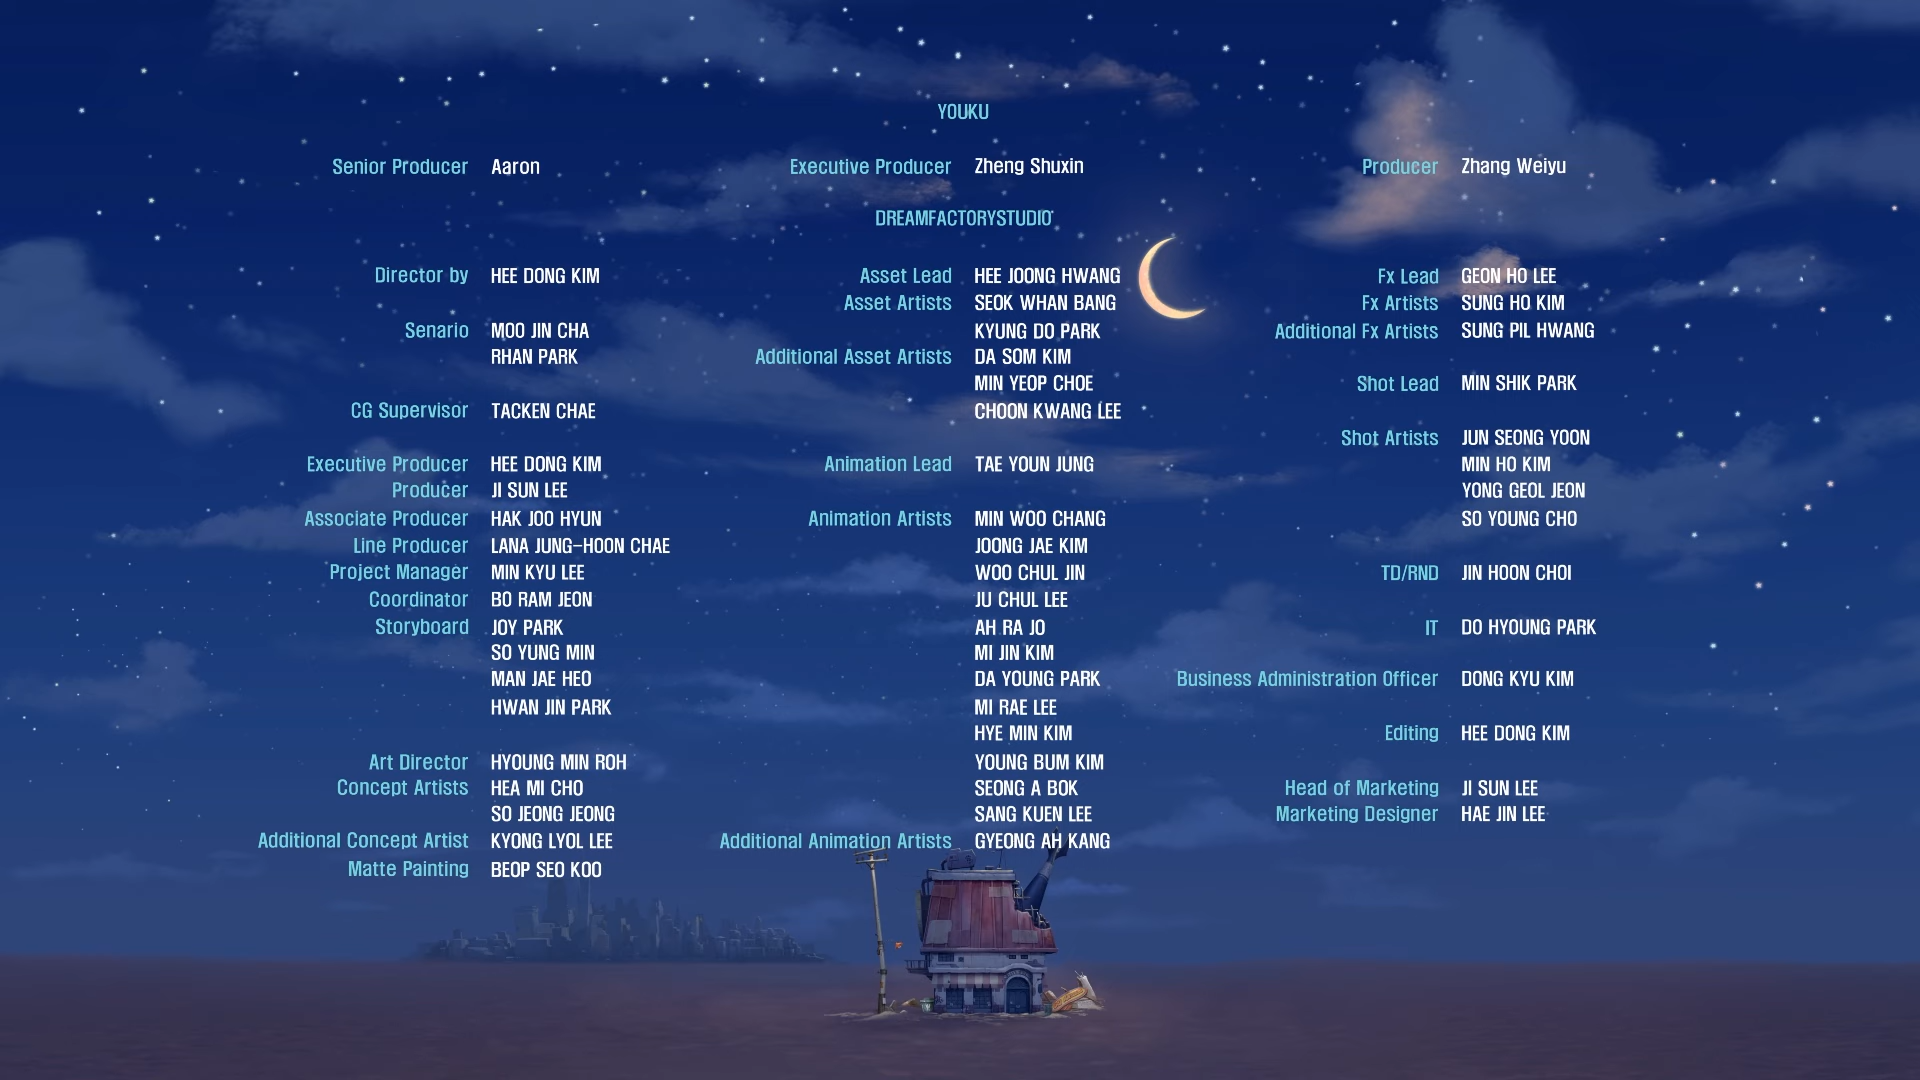 YOUKU
Senior Producer Aaron
Executive Producer Zheng Shuxin
Producer Zhang Weiyu
DREAMFACTORYSTUDIO
Director by HEE DONG KIM
Senario MOO JIN CHA
RHAN PARK
CG Supervisor TACKEN CHAE
Executive Producer HEE DONG KIM
Producer JI SUN LEE
Associate Producer HAK JOO HYUN
Line Producer LANA JUNG-HOON CHAE
Project Manager MIN KYU LEE
Coordinator BO RAM JEON
Storyboard JOY PARK
SO YUNG MIN
MAN JAE HEO
HWAN JIN PARK
Art Director HYOUNG MIN ROH
Concept Artists HEA MI CHO
SO JEONG JEONG
Additional Concept Artist KYONG LYOL LEE
Matte Painting BEOP SEO KOO
Asset Lead HEE JOONG HWANG
Asset Artists SEOK WHAN BANG
KYUNG DO PARK
Additional Asset Artists DA SOM KIM
MIN YEOP CHOE
CHOON KWANG LEE
Animation Lead TAE YOUN JUNG
Animation Artists MIN WOO CHANG
JOONG JAE KIM
WOO CHUL JIN
JU CHUL LEE
AH RA JO
MI JIN KIM
DA YOUNG PARK
MI RAE LEE
HYE MIN KIM
YOUNG BUM KIM
SEONG A BOK
SANG KUEN LEE
Additional Animation Artists GYEONG AH KANG
Fx Lead GEON HO LEE
Fx Artists SUNG HO KIM
Additional Fx Artists SUNG PIL HWANG
Shot Lead MIN SHIK PARK
Shot Artists JUN SEONG YOON
MIN HO KIM
YONG GEOL JEON
SO YOUNG CHO
TD/RND JIN HOON CHOI
IT DO HYOUNG PARK
Business Administration Officer DONG KYU KIM
Editing HEE DONG KIM
Head of Marketing JI SUN LEE
Marketing Designer HAE JIN LEE